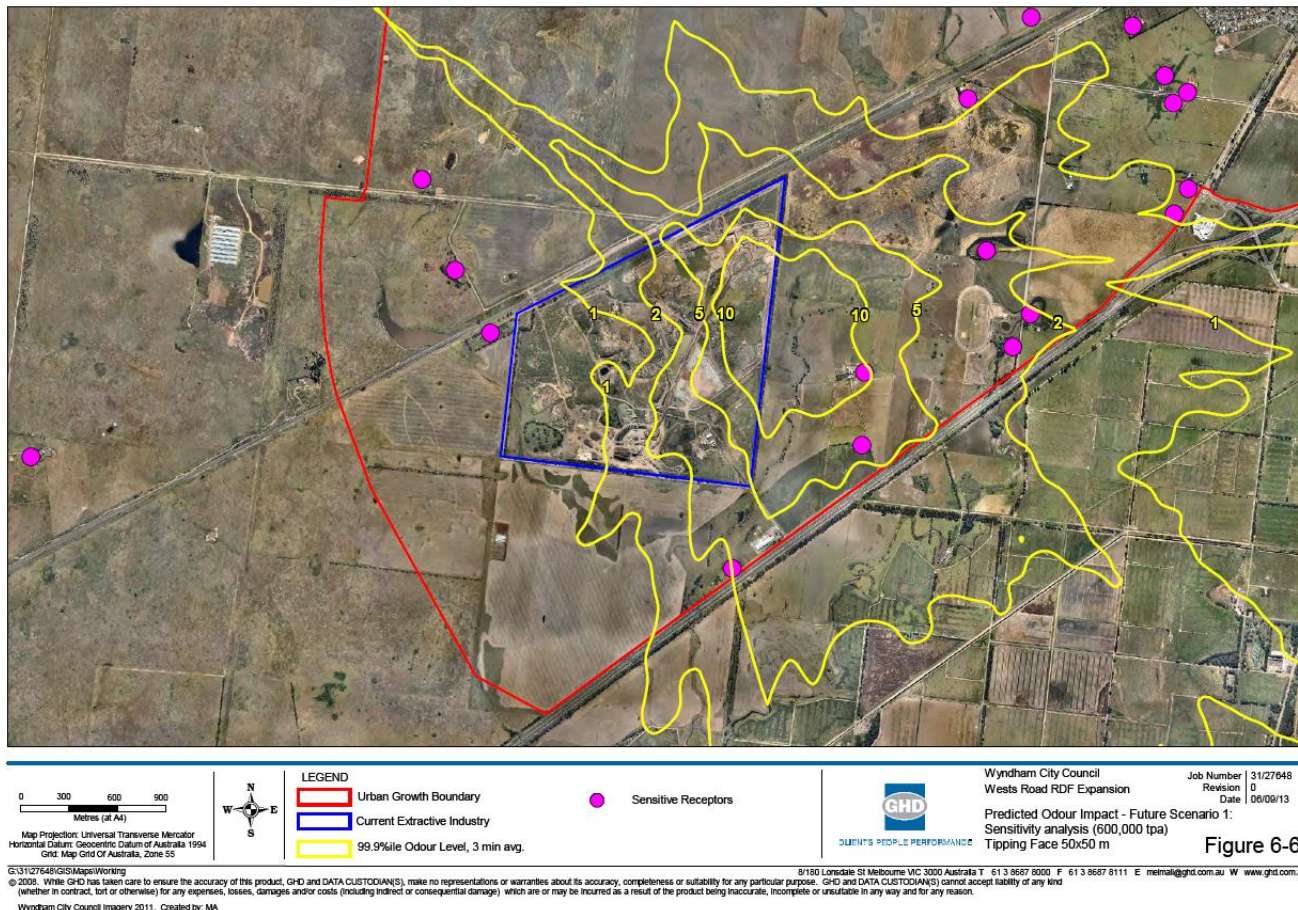 1
2
5
10
10
5
2
1
1
0 300 600 900
Metres (at A4)
Map Projection: Universal Transverse Mercator
Horizontal Datum: Geocentric Datum of Australia 1994
Grid: Map Grid Of Australia, Zone 55
N
W E
S
LEGEND
Urban Growth Boundary
Current Extractive Industry
99.9%ile Odour Level, 3 min avg.
Sensitive Receptors
GHD
CLIENTS PEOPLE PERFORMANCE
Wyndham City Council
Wests Road RDF Expansion
Predicted Odour Impact - Future Scenario 1:
Sensitivity analysis (600,000 tpa)
Tipping Face 50x50 m
Job Number 31/27648
Revision 0
Date 06/09/13
Figure 6-6
G:\31\27648\GIS\Maps\Working
8/180 Lonsdale St Melbourne VIC 3000 Australia T 61 3 8687 8000 F 61 3 8687 8111 E melmail@ghd.com.au W www.ghd.com.
© 2008. While GHD has taken care to ensure the accuracy of this product, GHD and DATA CUSTODIAN(S), make no representations or warranties about its accuracy, completeness or suitability for any particular purpose. GHD and DATA CUSTODIAN(S) cannot accept liability of any kind
(whether in contract, tort or otherwise) for any expenses, losses, damages and/or costs (including indirect or consequential damage) which are or may be incurred as a result of the product being inaccurate, incomplete or unsuitable in any way and for any reason.
Wyndham City Council Imagery 2011. Created by: MA